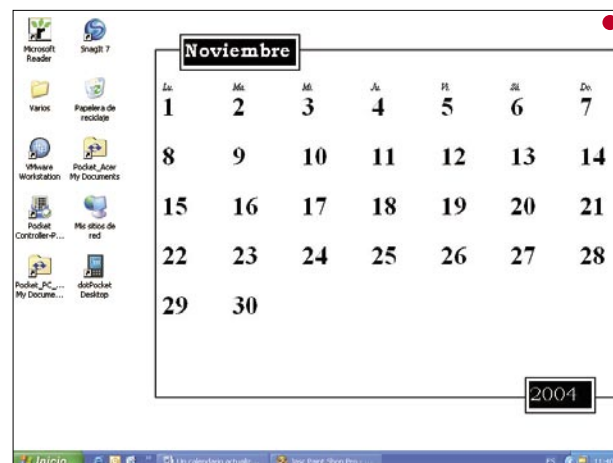 Microsoft Reader
SnagIt 7
Varios
Papelera de reciclaje
VMware Workstation
Pocket_Acer My Documents
Pocket Controller-P...
Mis sitios de red
Pocket_PC_... My Docume...
dotPocket Desktop
Noviembre
Lu. Ma. Mi. Ju. Vi. Sá. Do.
1 2 3 4 5 6 7
8 9 10 11 12 13 14
15 16 17 18 19 20 21
22 23 24 25 26 27 28
29 30
2004
Inicio
Un calendario actualiz...
Jasc Paint Shop Pro - ...
ES